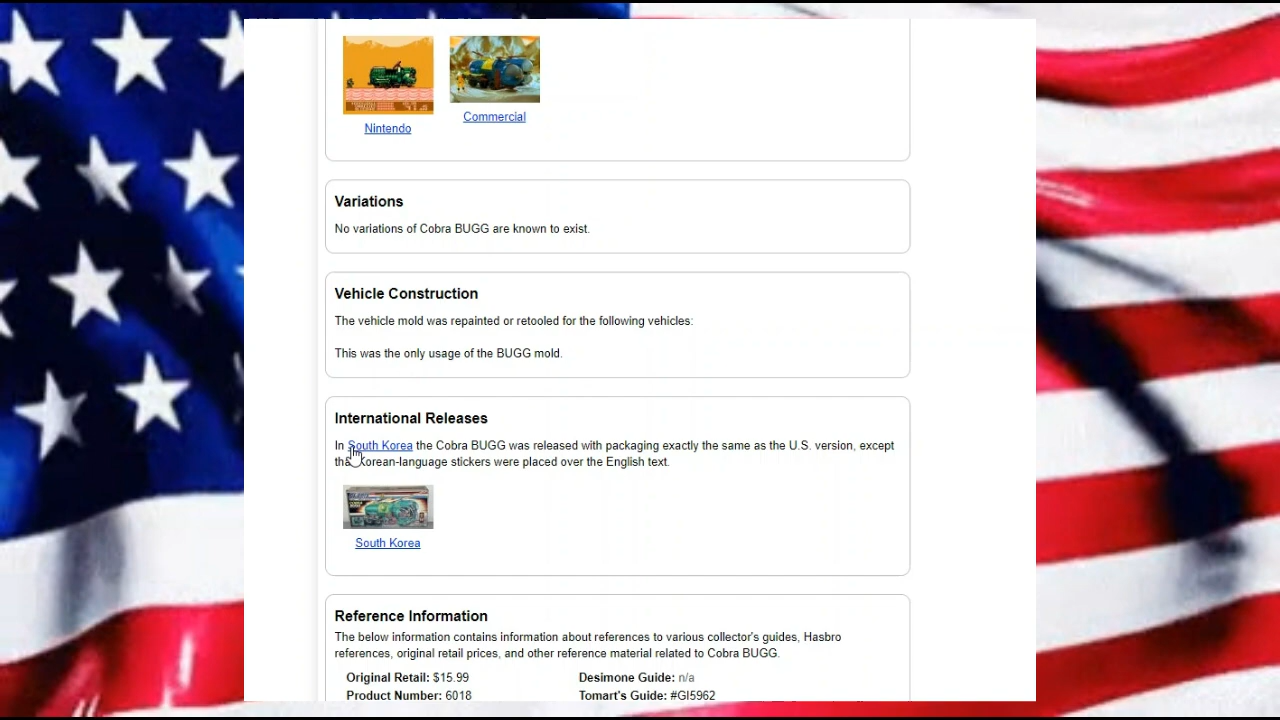 Nintendo
Commercial
Variations
No variations of Cobra BUGG are known to exist.
Vehicle Construction
The vehicle mold was repainted or retooled for the following vehicles:
This was the only usage of the BUGG mold.
International Releases
In South Korea the Cobra BUGG was released with packaging exactly the same as the U.S. version, except
Korean-language stickers were placed over the English text.
South Korea
Reference Information
The below information contains information about references to various collector's guides, Hasbro
references, original retail prices, and other reference material related to Cobra BUGG.
Original Retail: $15.99
Desimone Guide: n/a
Product Number: 6018
Tomart's Guide: #GI5962